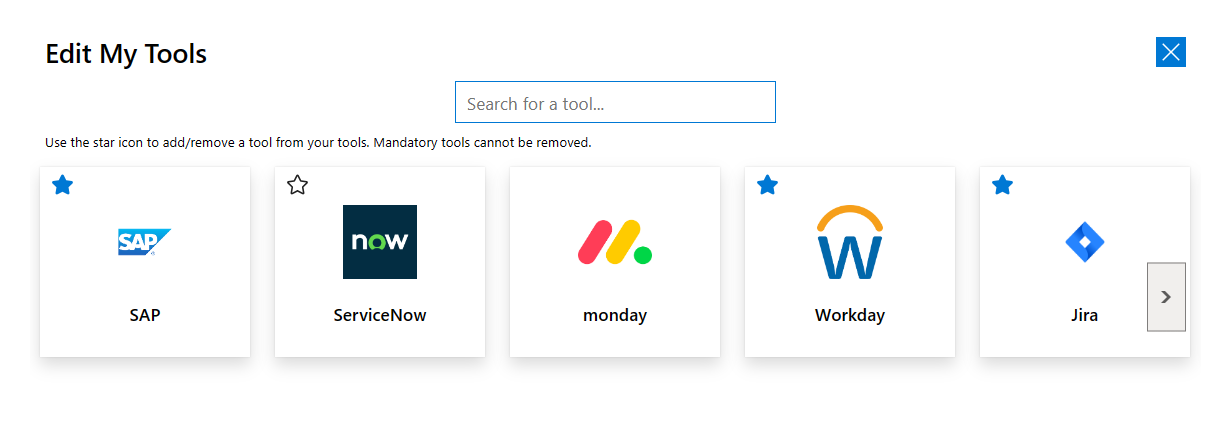 Edit My Tools
Search for a tool...
Use the star icon to add/remove a tool from your tools. Mandatory tools cannot be removed.
SAP
now
SAP
ServiceNow
monday
Workday
Jira